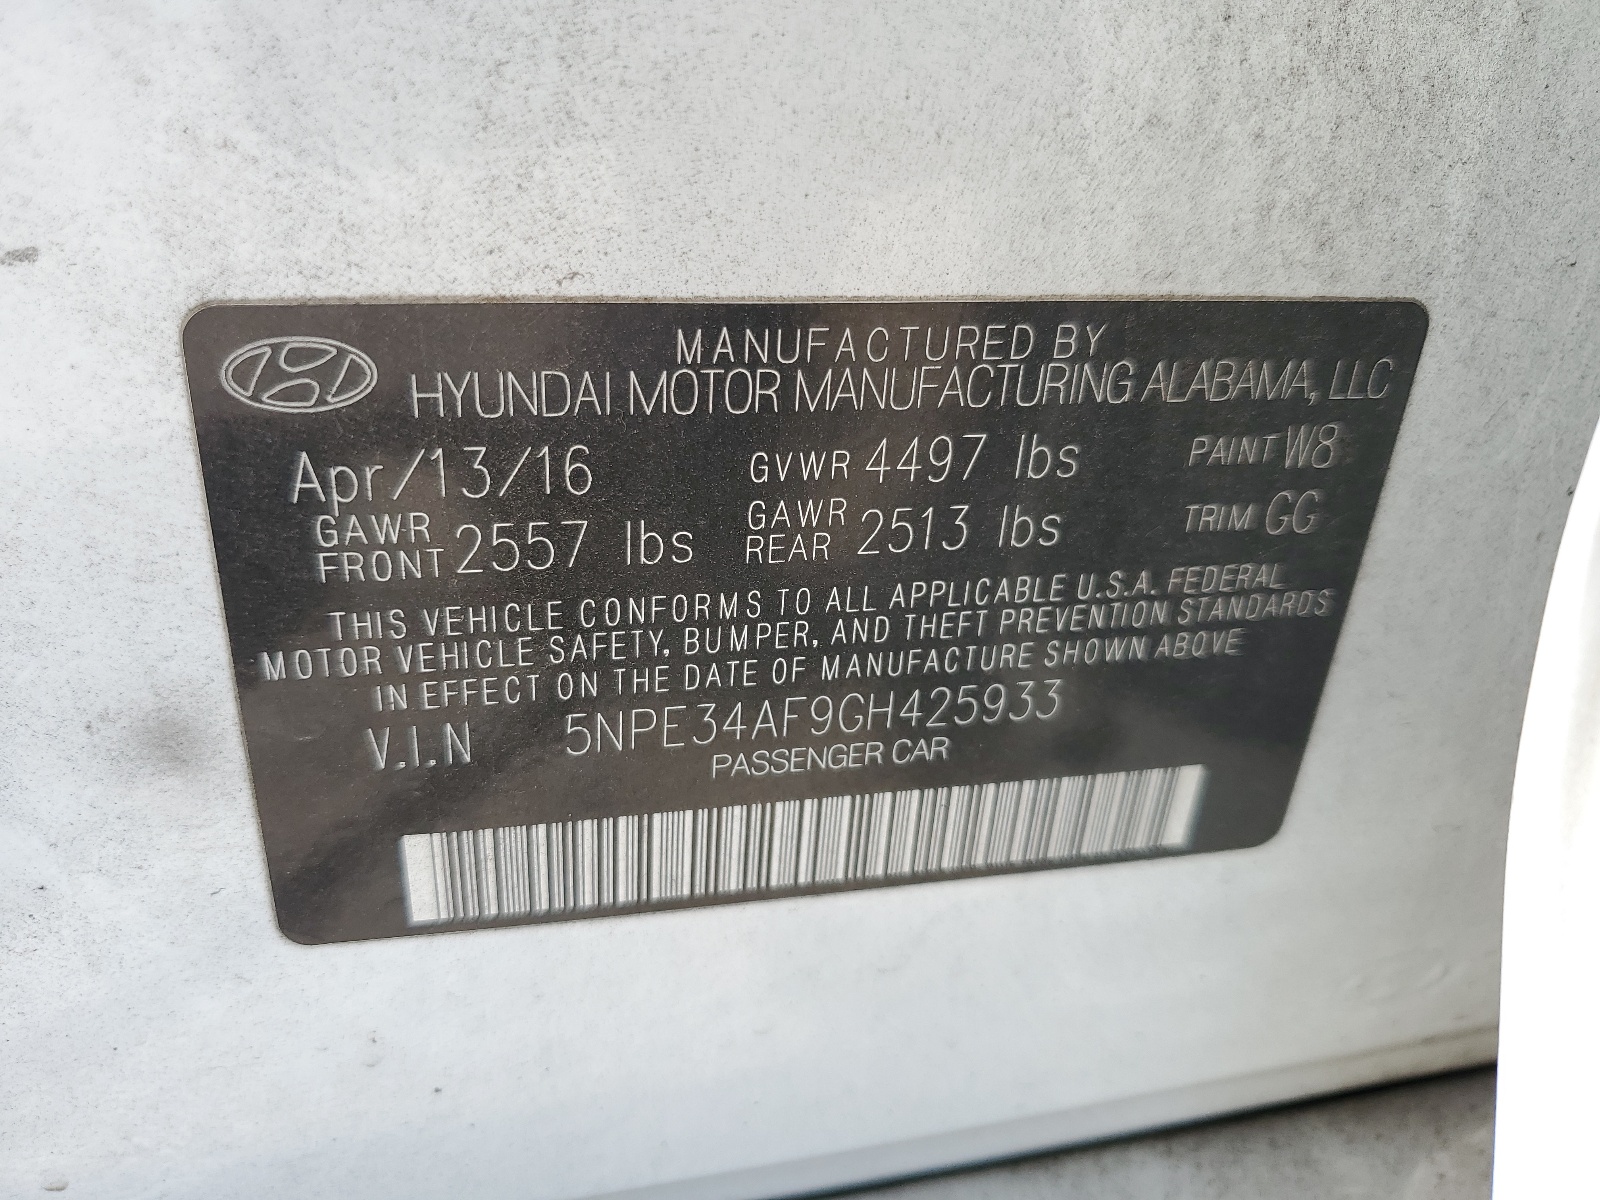 MANUFACTURED BY
HYUNDAI MOTOR MANUFACTURING ALABAMA, LLC
Apr/13/16 GVWR 4497 lbs PAINT W8
GAWR FRONT 2557 lbs GAWR REAR 2513 lbs TRIM GG
THIS VEHICLE CONFORMS TO ALL APPLICABLE U.S.A. FEDERAL
MOTOR VEHICLE SAFETY, BUMPER, AND THEFT PREVENTION STANDARDS
IN EFFECT ON THE DATE OF MANUFACTURE SHOWN ABOVE
V.I.N 5NPE34AF9GH425933
PASSENGER CAR